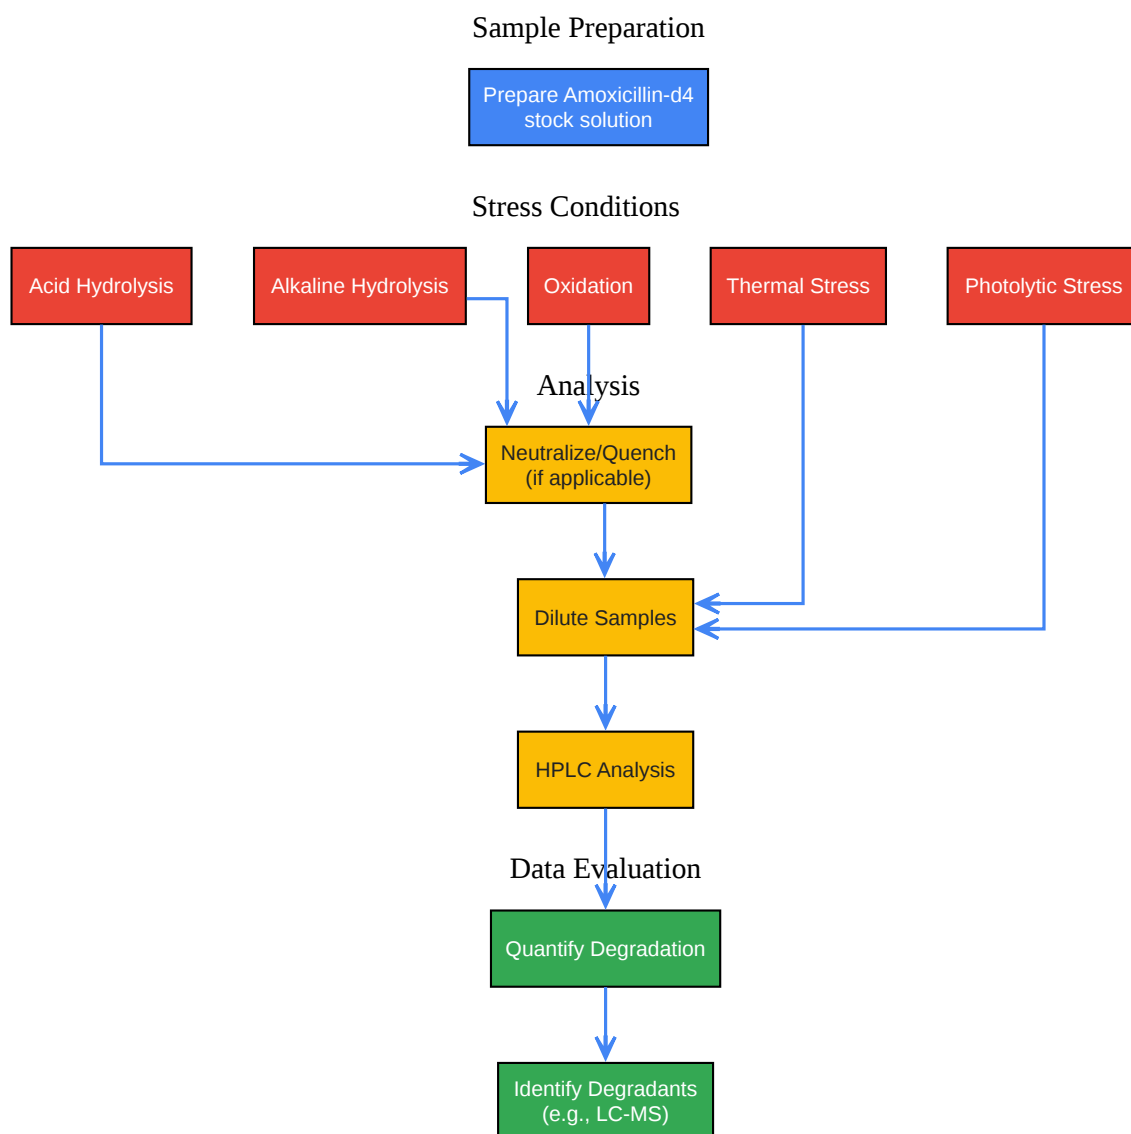 Sample Preparation
Prepare Amoxicillin-d4
stock solution
Stress Conditions
Acid Hydrolysis
Alkaline Hydrolysis
Oxidation
Thermal Stress
Photolytic Stress
Analysis
Neutralize/Quench
(if applicable)
Dilute Samples
HPLC Analysis
Data Evaluation
Quantify Degradation
Identify Degradants
(e.g., LC-MS)